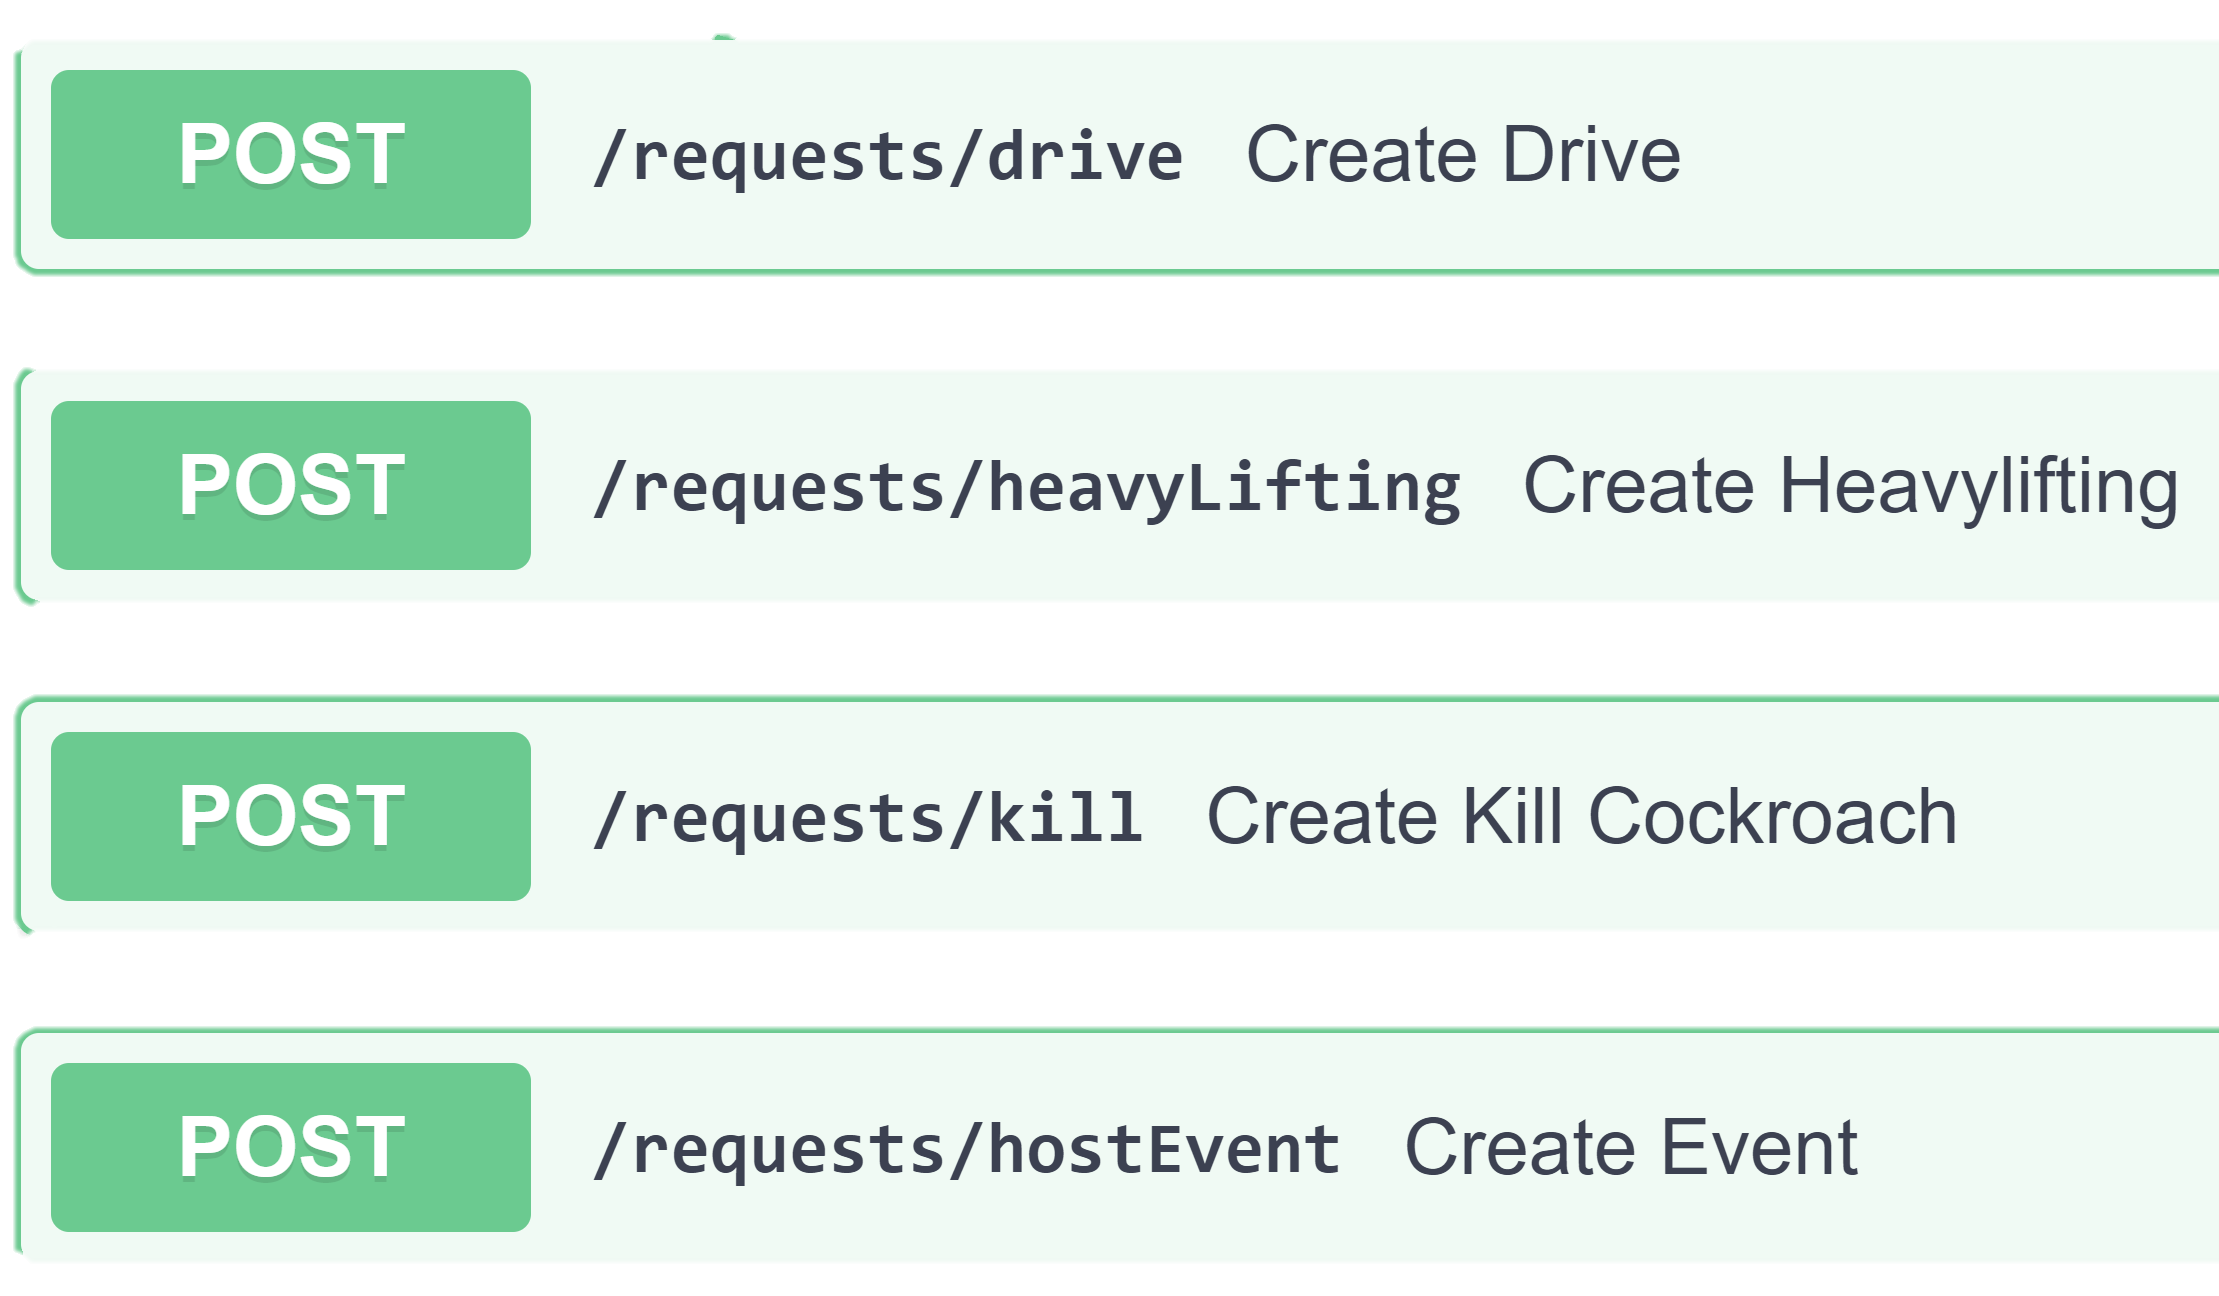 POST /requests/drive Create Drive
POST /requests/heavyLifting Create Heavylifting
POST /requests/kill Create Kill Cockroach
POST /requests/hostEvent Create Event